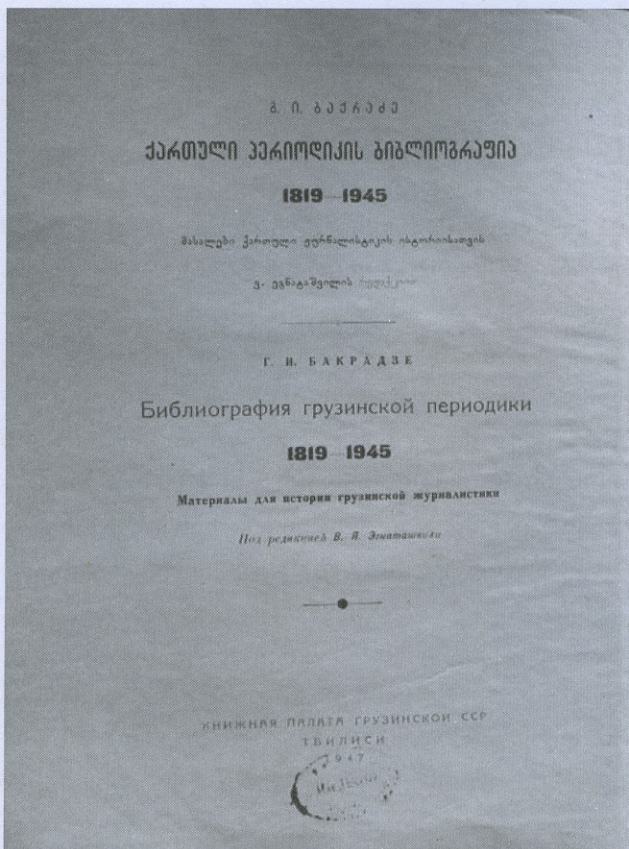 გ. ი. ბაქრაძე
ქართული პერიოდიკის ბიბლიოგრაფია
1819—1945
მასალები ქართული ჟურნალისტიკის ისტორიისათვის
ვ. ეგნატაშვილის რედაქციით
Г. И. БАКРАДЗЕ
Библиография грузинской периодики
1819—1945
Материалы для истории грузинской журналистики
Под редакцией В. Я. Эгнаташвили
КНИЖНАЯ ПАЛАТА ГРУЗИНСКОЙ ССР
ТБИЛИСИ
1947